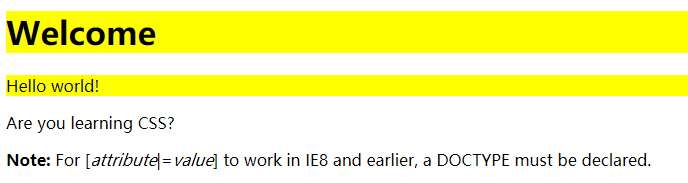 Welcome
Hello world!
Are you learning CSS?
Note: For [attribute|=value] to work in IE8 and earlier, a DOCTYPE must be declared.